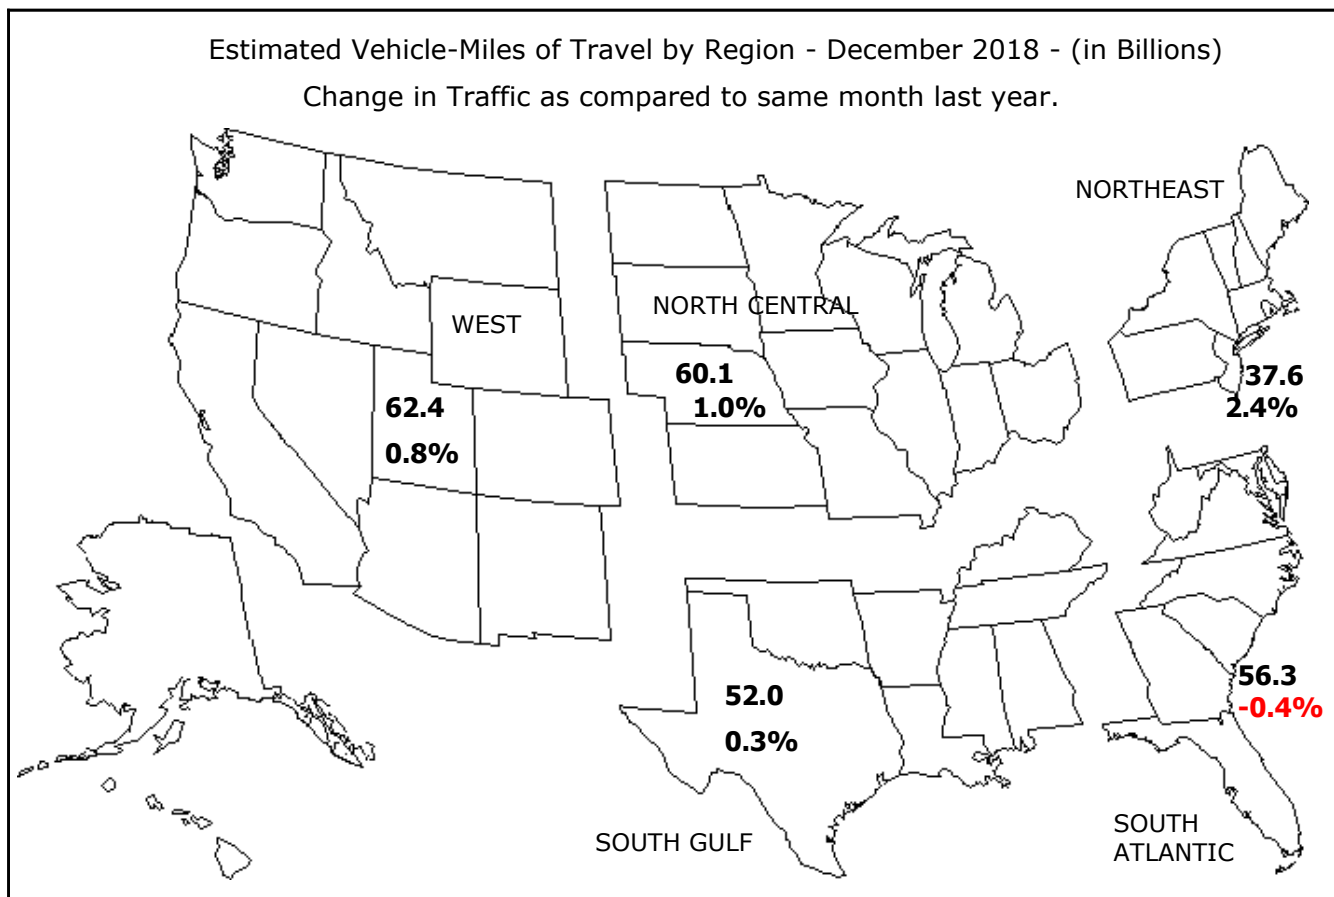 Estimated Vehicle-Miles of Travel by Region - December 2018 - (in Billions)
Change in Traffic as compared to same month last year.
NORTHEAST
37.6
2.4%
WEST
62.4
0.8%
NORTH CENTRAL
60.1
1.0%
52.0
0.3%
SOUTH GULF
56.3
-0.4%
SOUTH
ATLANTIC